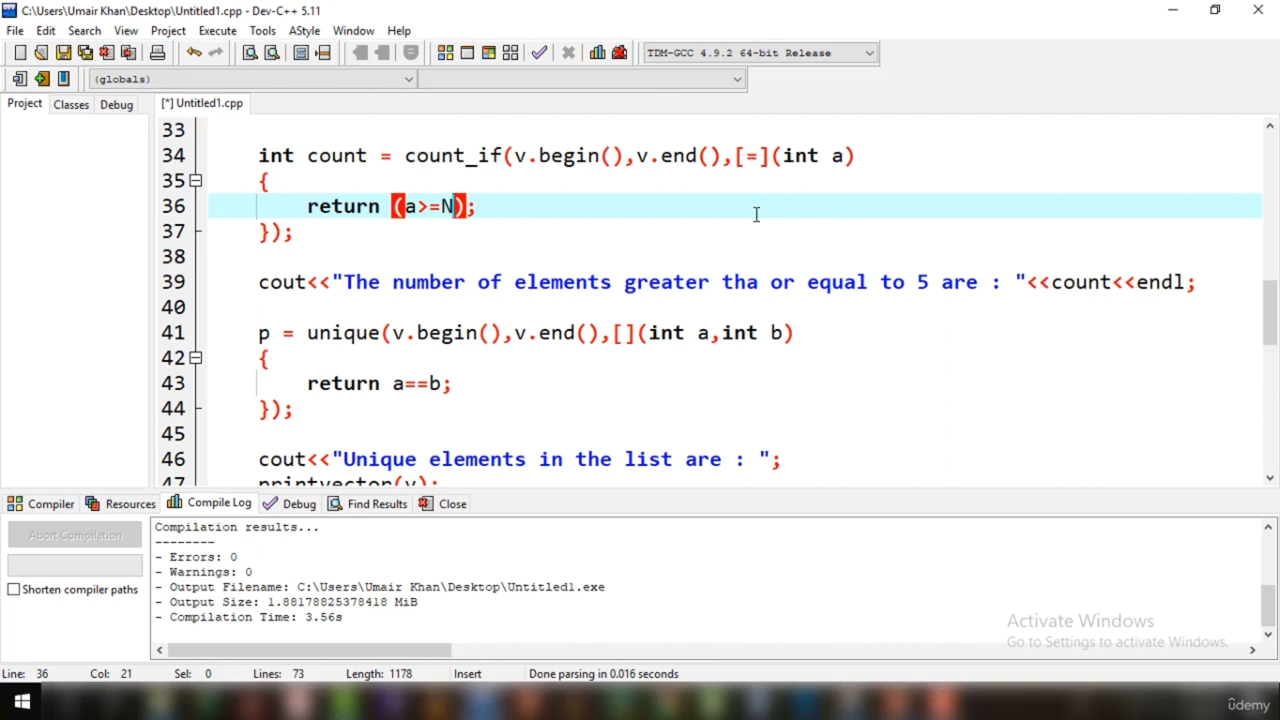 C:\Users\Umair Khan\Desktop\Untitled1.cpp - Dev-C++ 5.11
File Edit Search View Project Execute Tools AStyle Window Help
TDM-GCC 4.9.2 64-bit Release
(globals)
Project Classes Debug [*] Untitled1.cpp
33
34 int count = count_if(v.begin(),v.end(),[=](int a)
35 {
36 return (a>=N);
37 });
38
39 cout<<"The number of elements greater tha or equal to 5 are : "<<count<<endl;
40
41 p = unique(v.begin(),v.end(),[](int a,int b)
42 {
43 return a==b;
44 });
45
46 cout<<"Unique elements in the list are : ";
47 printvector(v);
Compiler Resources Compile Log Debug Find Results Close
Abort Compilation
Shorten compiler paths
Compilation results...
--------
- Errors: 0
- Warnings: 0
- Output Filename: C:\Users\Umair Khan\Desktop\Untitled1.exe
- Output Size: 1.88178825378418 MiB
- Compilation Time: 3.56s
Activate Windows
Go to Settings to activate Windows.
Line: 36 Col: 21 Sel: 0 Lines: 73 Length: 1178 Insert Done parsing in 0.016 seconds
ûdemy